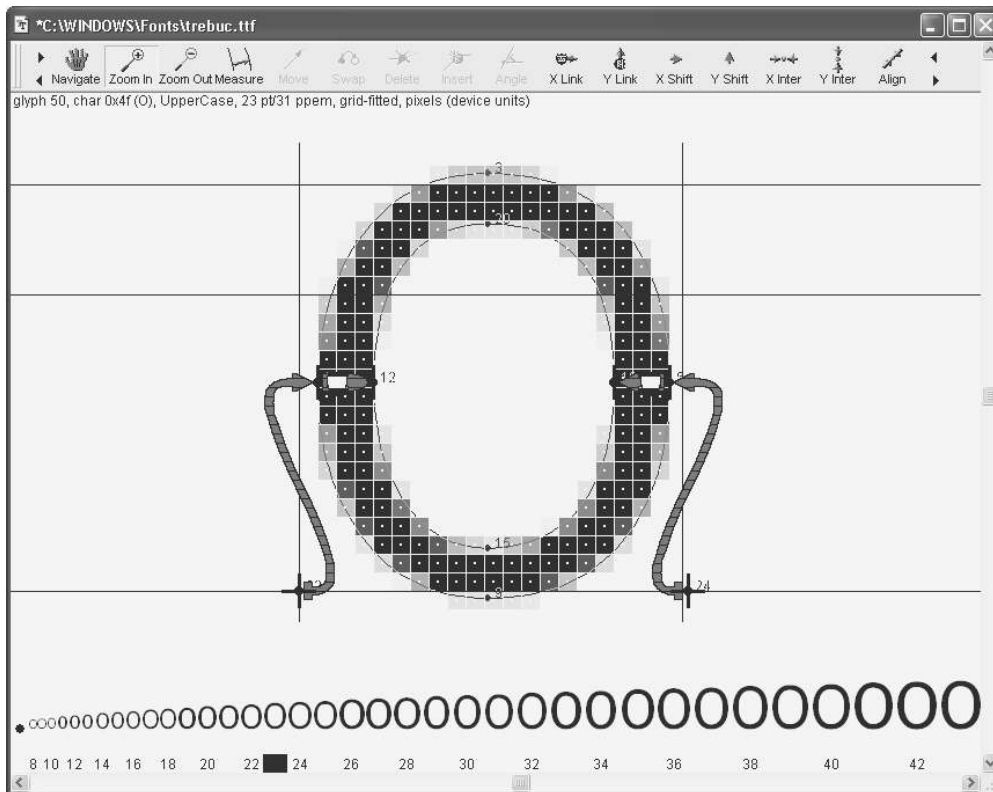 *C:\WINDOWS\Fonts\trebuc.ttf
Navigate Zoom In Zoom Out Measure Move Swap Delete Insert Angle X Link Y Link X Shift Y Shift X Inter Y Inter Align
glyph 50, char 0x4f (O), UpperCase, 23 pt/31 ppem, grid-fitted, pixels (device units)
3
20
12
15
24
OOOOOOOOOOOOOOOOOOOOOOOOOOOOOOOOOOO
8 10 12 14 16 18 20 22 24 26 28 30 32 34 36 38 40 42